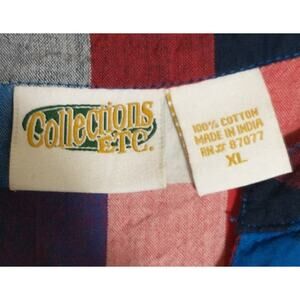 Collections
ETC.
100% COTTON
MADE IN INDIA
RN# 87077
XL